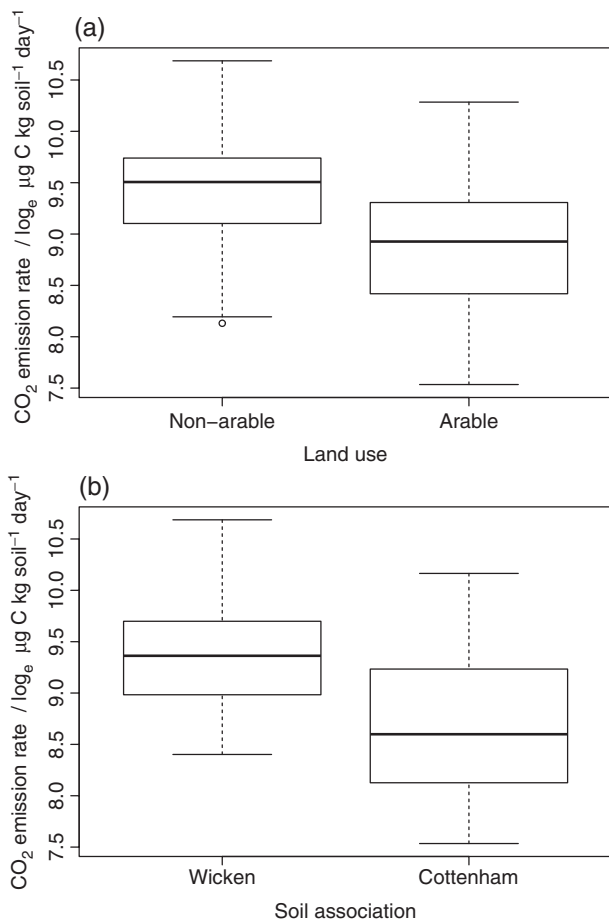 (a)
CO₂ emission rate / logₑ μg C kg soil⁻¹ day⁻¹
10.5
10.0
9.5
9.0
8.5
8.0
7.5
Non−arable Arable
Land use
(b)
CO₂ emission rate / logₑ μg C kg soil⁻¹ day⁻¹
10.5
10.0
9.5
9.0
8.5
8.0
7.5
Wicken Cottenham
Soil association